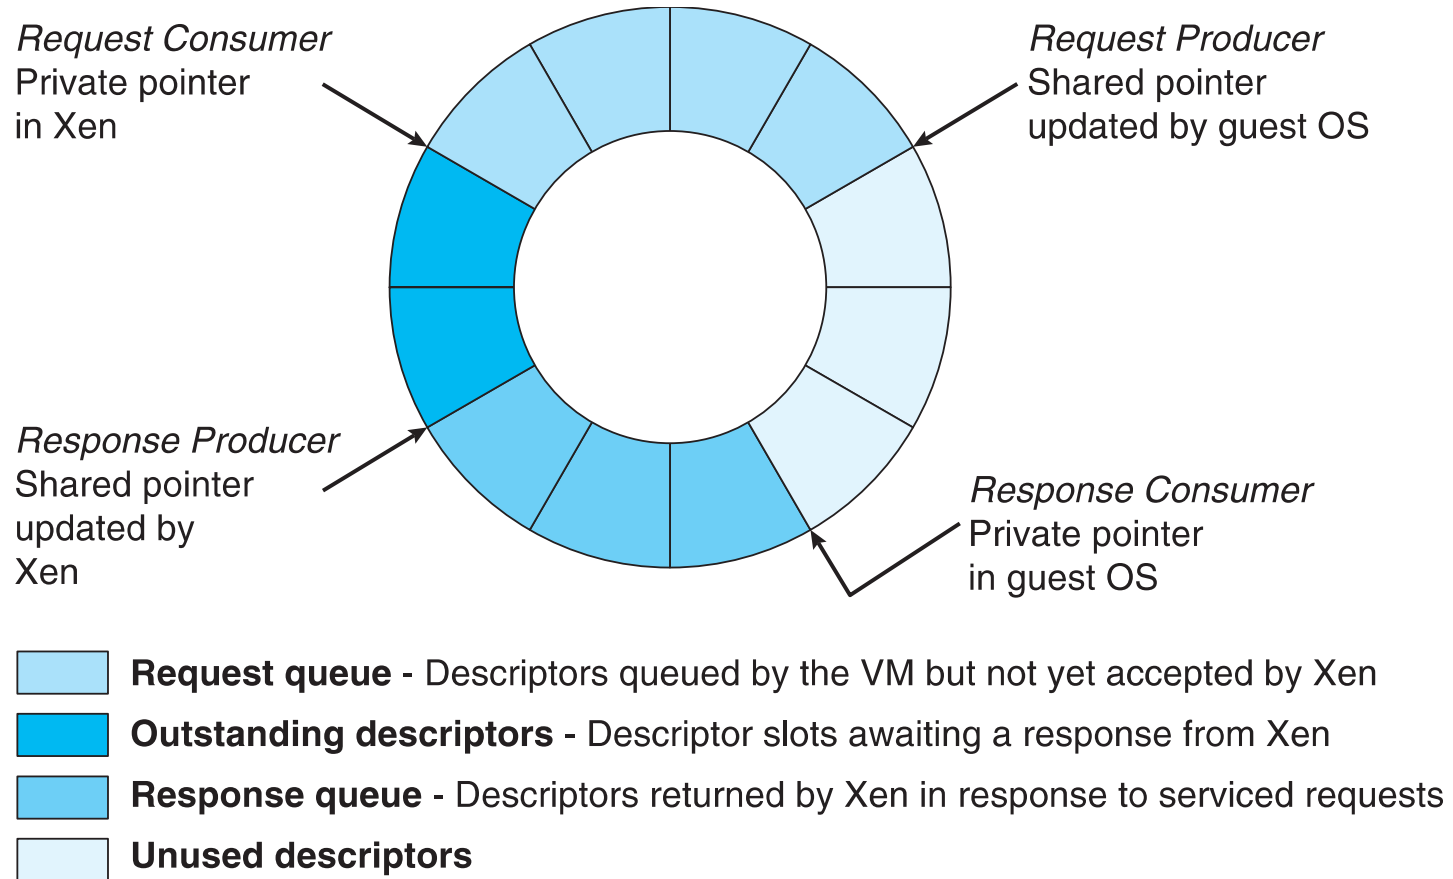 Request Consumer
Private pointer
in Xen
Request Producer
Shared pointer
updated by guest OS
Response Producer
Shared pointer
updated by
Xen
Response Consumer
Private pointer
in guest OS
Request queue - Descriptors queued by the VM but not yet accepted by Xen
Outstanding descriptors - Descriptor slots awaiting a response from Xen
Response queue - Descriptors returned by Xen in response to serviced requests
Unused descriptors